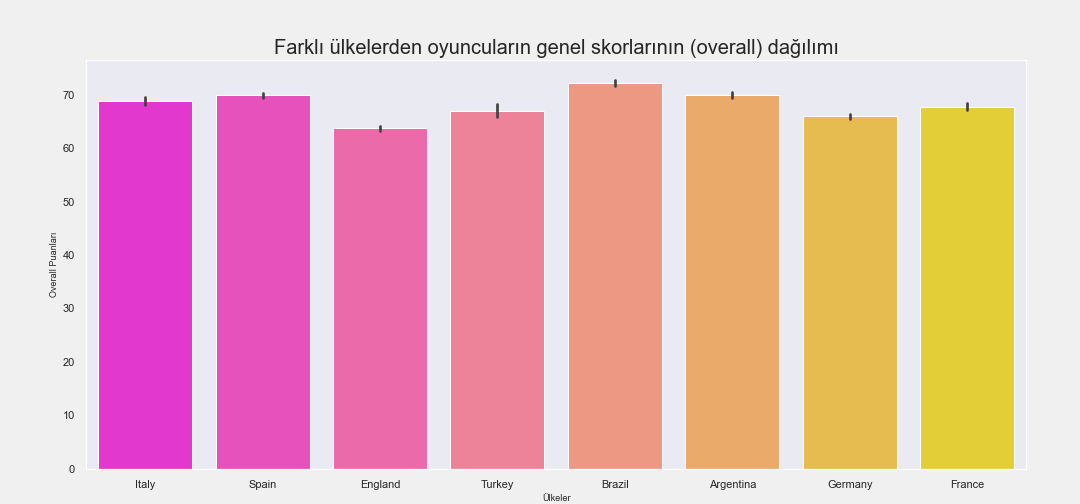 Farklı ülkelerden oyuncuların genel skorlarının (overall) dağılımı
Overall Puanları
70
60
50
40
30
20
10
0
Italy Spain England Turkey Brazil Argentina Germany France
Ülkeler